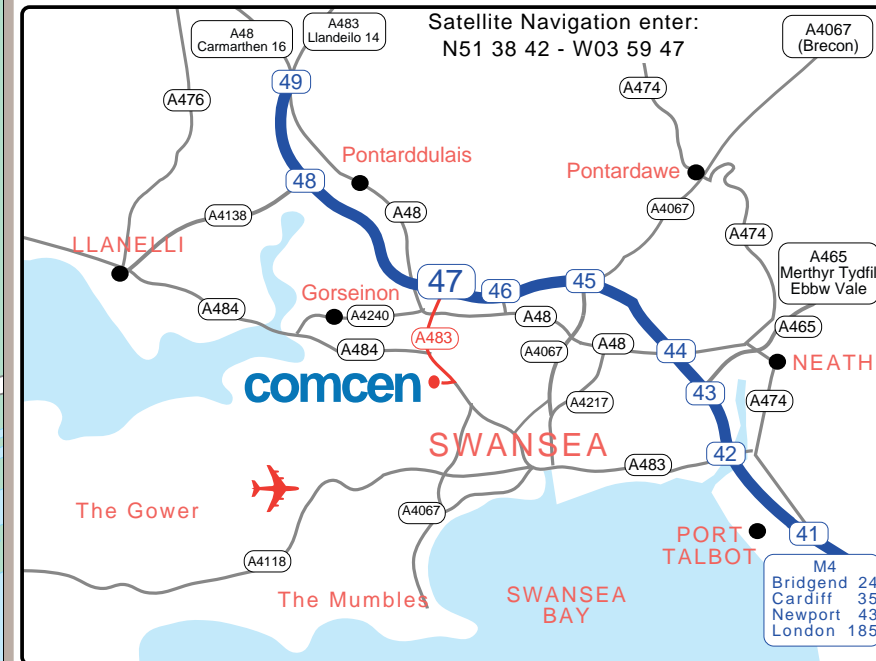 Satellite Navigation enter:
N51 38 42 - W03 59 47
A48
Carmarthen 16
A483
Llandeilo 14
A4067
(Brecon)
49
A476
A474
Pontarddulais
Pontardawe
48
A4138
A48
A4067
A474
LLANELLI
A465
Merthyr Tydfil
Ebbw Vale
47
46
45
Gorseinon
A484
A4240
A48
A465
A483
A484
A4067
A48
44
NEATH
comcen
43
A4217
A474
SWANSEA
42
A483
The Gower
A4067
PORT
TALBOT
41
A4118
The Mumbles
SWANSEA
BAY
M4
Bridgend 24
Cardiff 35
Newport 43
London 185